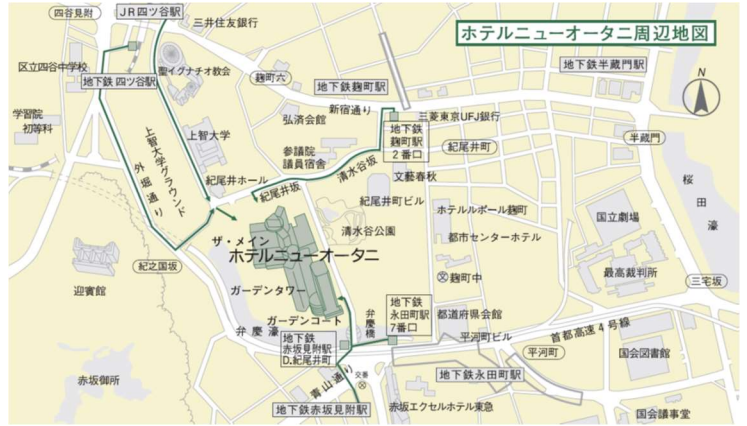 四谷見附
JR四ツ谷駅
三井住友銀行
ホテルニューオータニ周辺地図
区立四谷中学校
地下鉄 四ツ谷駅
聖イグナチオ教会
麹町六
地下鉄麹町駅
地下鉄半蔵門駅
N
学習院
初等科
上智大学グラウンド
外堀通り
上智大学
弘済会館
新宿通り
三菱東京UFJ銀行
地下鉄
麹町駅
2番口
半蔵門
参議院
議員宿舎
紀尾井町
紀尾井ホール
紀尾井坂
清水谷坂
文藝春秋
桜田濠
紀尾井町ビル
ホテルルポール麹町
国立劇場
清水谷公園
都市センターホテル
ザ・メイン
ホテルニューオータニ
紀之国坂
迎賓館
麹町中
最高裁判所
三宅坂
ガーデンタワー
ガーデンコート
弁慶濠
弁慶橋
地下鉄
永田町駅
7番口
都道府県会館
地下鉄
赤坂見附駅
D.紀尾井町
平河町ビル
首都高速4号線
平河町
国会図書館
青山通り
交番
地下鉄永田町駅
赤坂御所
地下鉄赤坂見附駅
赤坂エクセルホテル東急
国会議事堂